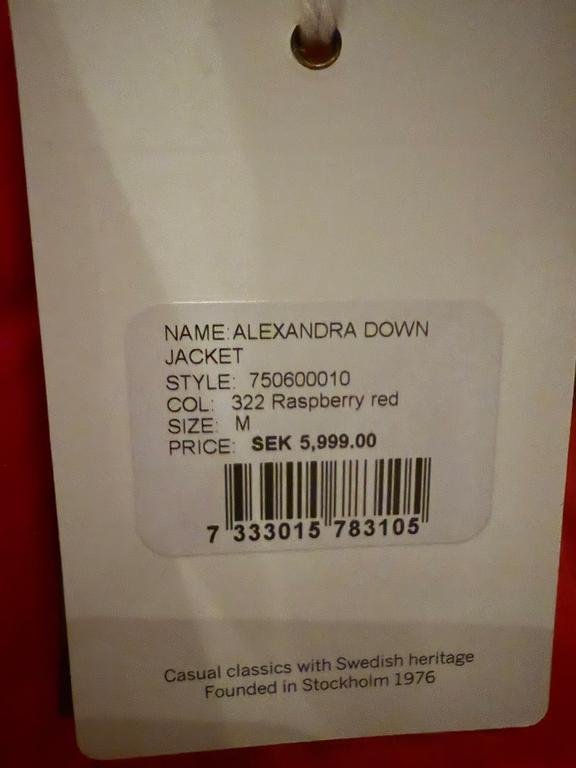 NAME: ALEXANDRA DOWN
JACKET
STYLE: 750600010
COL: 322 Raspberry red
SIZE: M
PRICE: SEK 5,999.00
7 333015 783105
Casual classics with Swedish heritage
Founded in Stockholm 1976